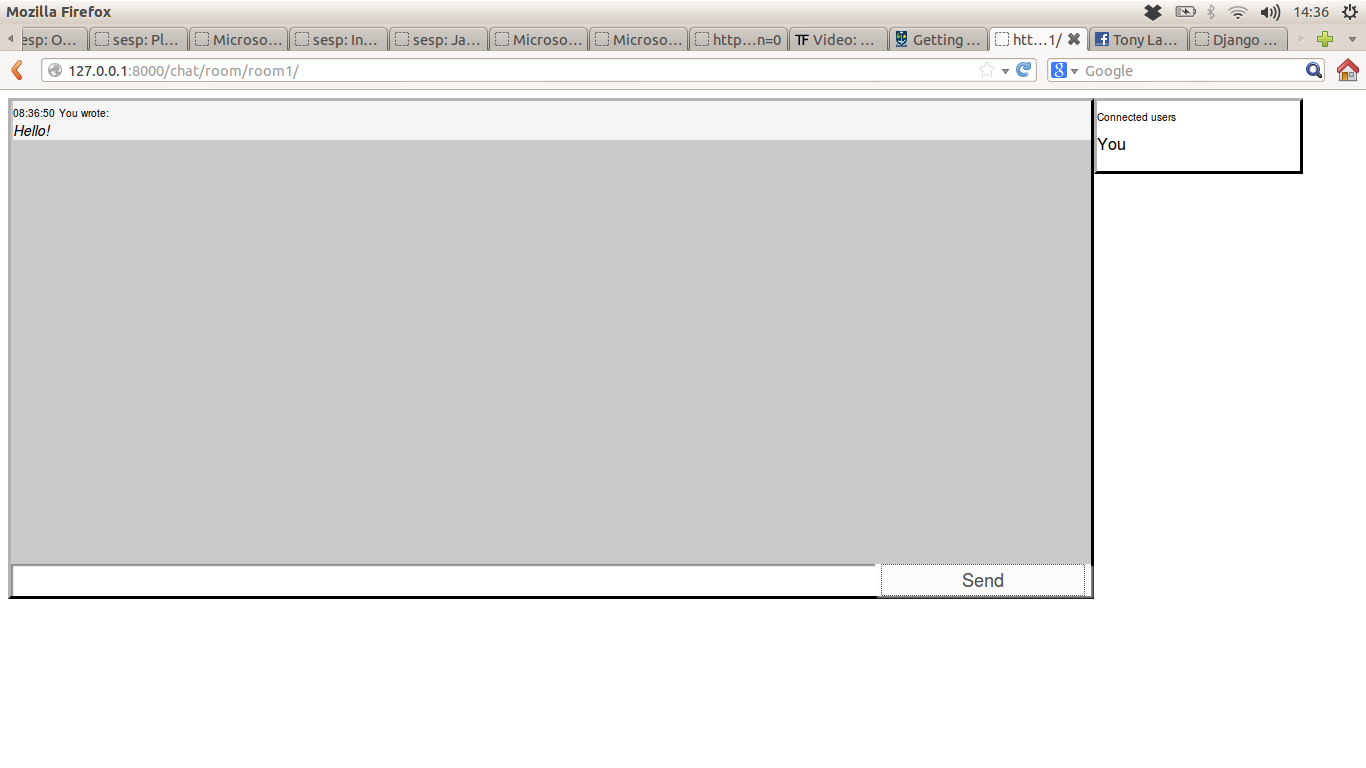 Mozilla Firefox
14:36
esp: O...
sesp: Pl...
Microso...
sesp: In...
sesp: Ja...
Microso...
Microso...
http...n=0
TF Video: ...
Getting ...
htt...1/
Tony La...
Django ...
127.0.0.1:8000/chat/room/room1/
8 Google
08:36:50 You wrote:
Hello!
Connected users
You
Send